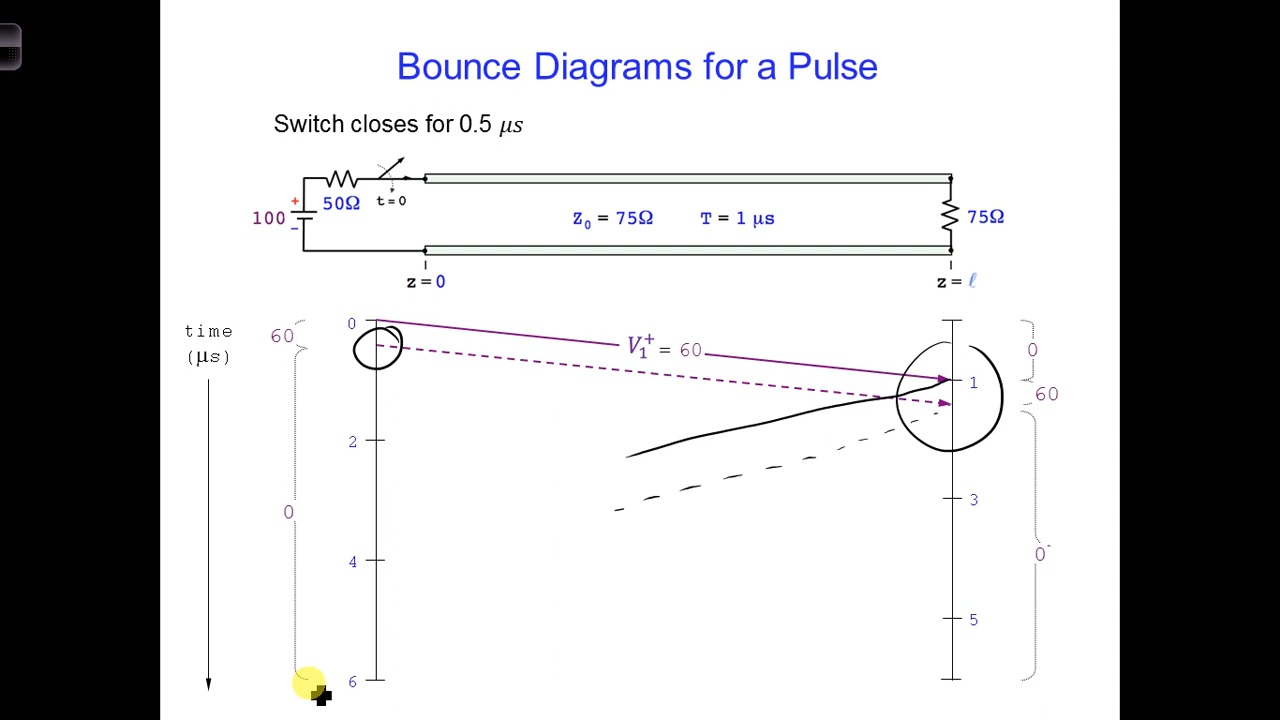 Bounce Diagrams for a Pulse
Switch closes for 0.5 μs
+
50Ω
t=0
100
-
Z₀ = 75Ω T = 1 μs
75Ω
z = 0
z = ℓ
time
(μs)
60
0
V₁⁺ = 60
0
1
60
2
3
0
4
0
5
6